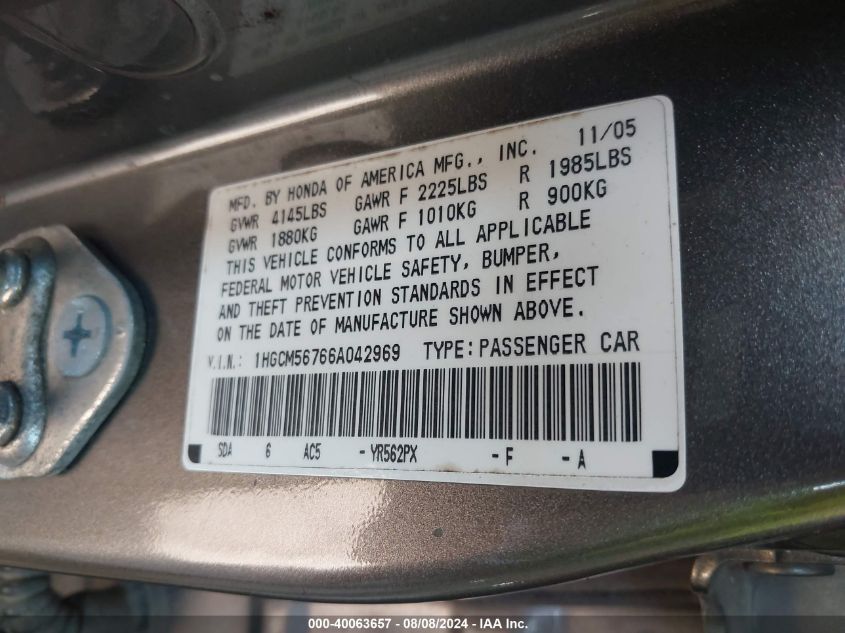 11/05
MFD. BY HONDA OF AMERICA MFG., INC.
GVWR 4145LBS GAWR F 2225LBS R 1985LBS
GVWR 1880KG GAWR F 1010KG R 900KG
THIS VEHICLE CONFORMS TO ALL APPLICABLE
FEDERAL MOTOR VEHICLE SAFETY, BUMPER,
AND THEFT PREVENTION STANDARDS IN EFFECT
ON THE DATE OF MANUFACTURE SHOWN ABOVE.
V.I.N.: 1HGCM56766A042969 TYPE: PASSENGER CAR
SDA 6 AC5 - YR562PX - F - A
000-40063657 - 08/08/2024 - IAA.